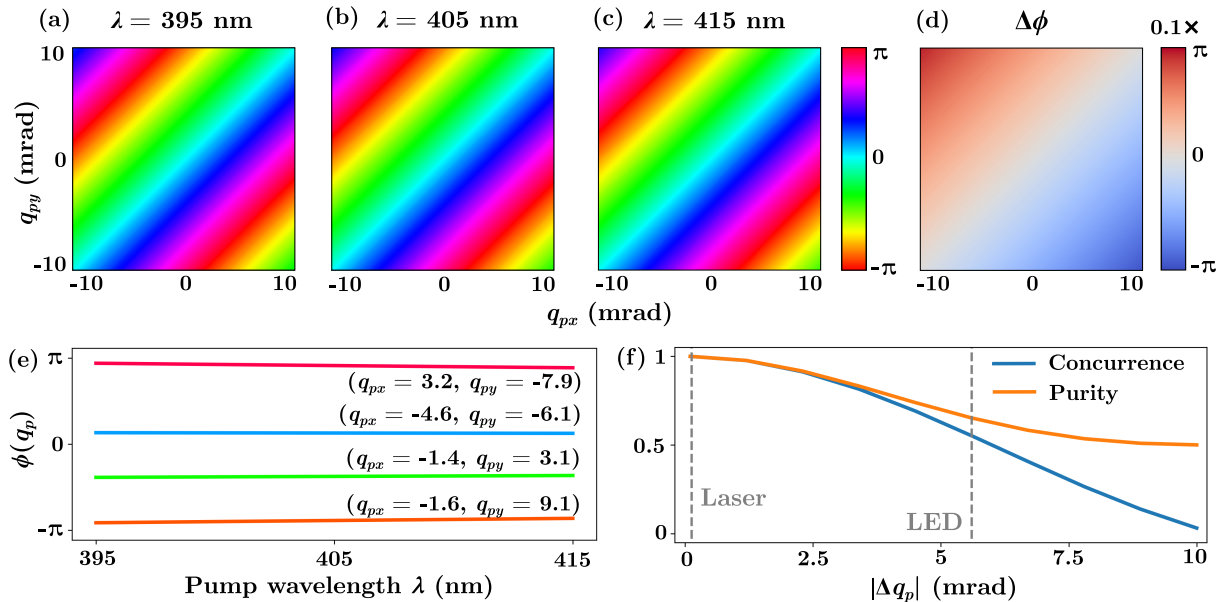 (a) λ = 395 nm
(b) λ = 405 nm
(c) λ = 415 nm
(d) Δϕ
0.1×
10
0
-10
q_py (mrad)
-10 0 10
-10 0 10
-10 0 10
-10 0 10
q_px (mrad)
π
0
-π
π
0
-π
(e)
π
0
-π
ϕ(q_p)
(q_px = 3.2, q_py = -7.9)
(q_px = -4.6, q_py = -6.1)
(q_px = -1.4, q_py = 3.1)
(q_px = -1.6, q_py = 9.1)
395 405 415
Pump wavelength λ (nm)
(f)
1
0.5
0
Concurrence
Purity
Laser
LED
0 2.5 5 7.5 10
|Δq_p| (mrad)